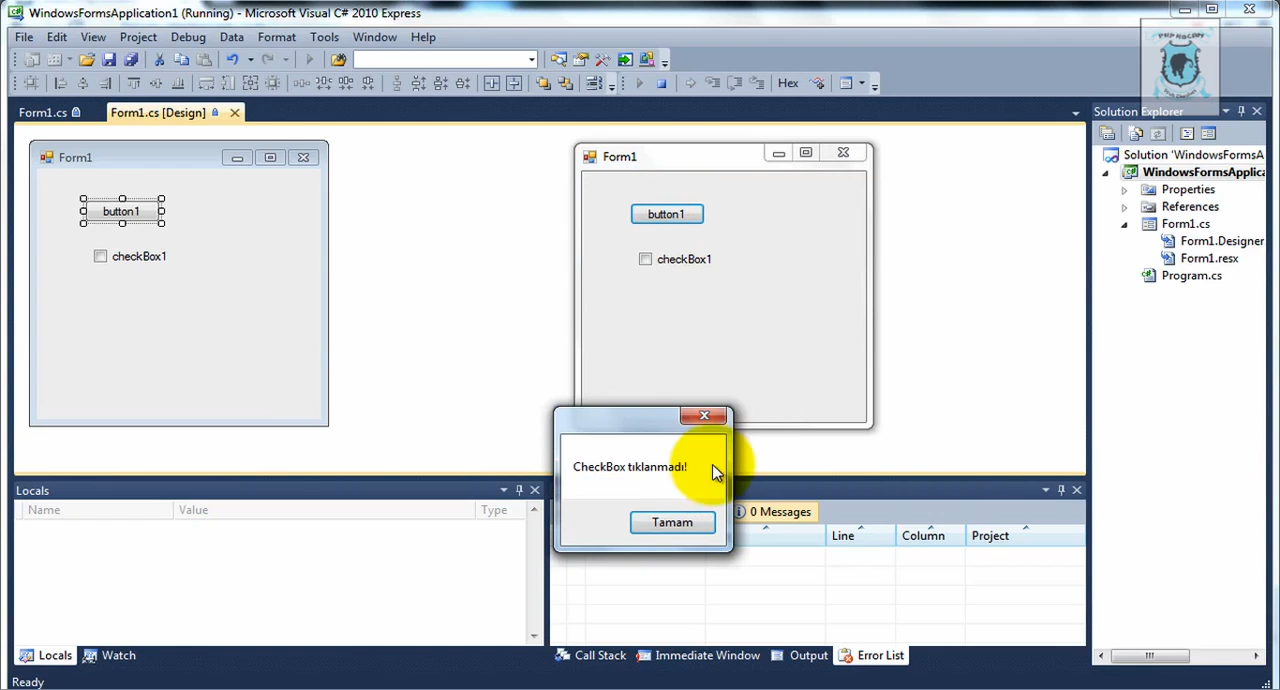 WindowsFormsApplication1 (Running) - Microsoft Visual C# 2010 Express
File Edit View Project Debug Data Format Tools Window Help
Hex
Form1.cs Form1.cs [Design]
Solution Explorer
Form1
button1
checkBox1
Form1
button1
checkBox1
CheckBox tıklanmadı!
Tamam
Solution 'WindowsFormsA
WindowsFormsApplica
Properties
References
Form1.cs
Form1.Designer
Form1.resx
Program.cs
Locals
Name Value Type
0 Messages
Line Column Project
Locals Watch
Call Stack Immediate Window Output Error List
Ready